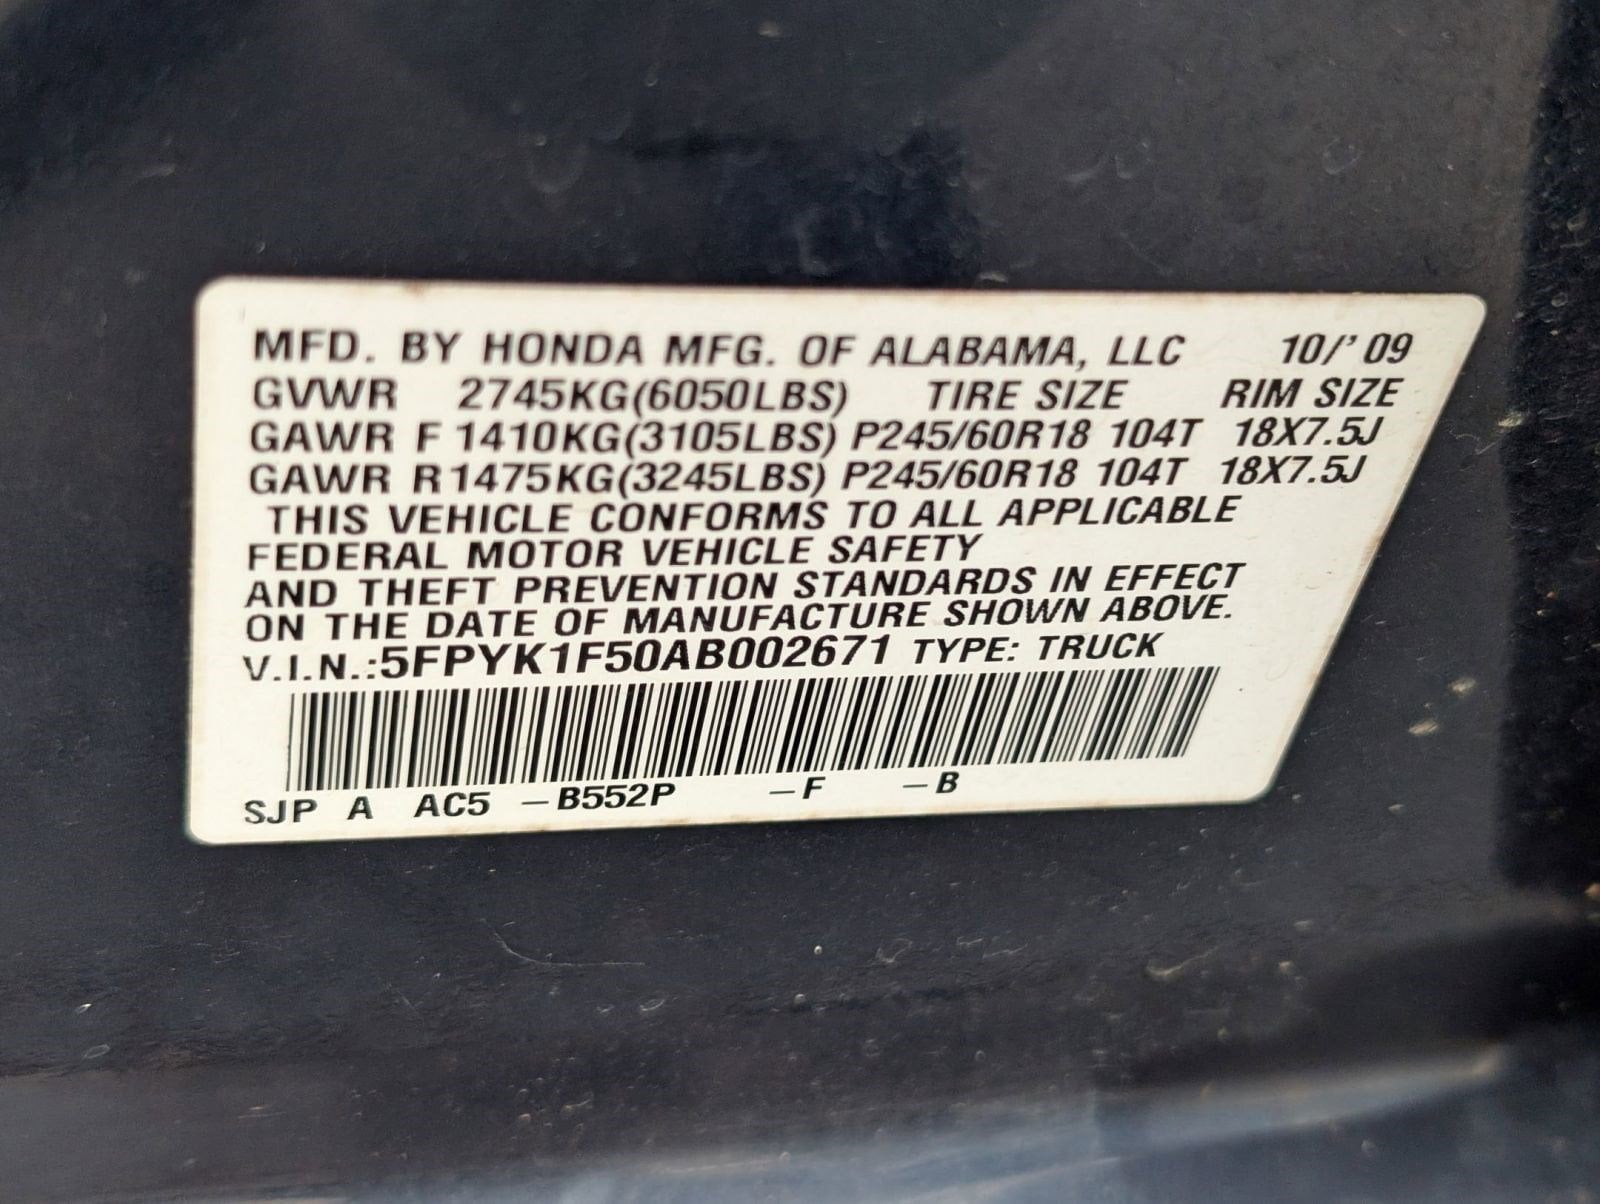 MFD. BY HONDA MFG. OF ALABAMA, LLC 10/'09
GVWR 2745KG(6050LBS) TIRE SIZE RIM SIZE
GAWR F 1410KG(3105LBS) P245/60R18 104T 18X7.5J
GAWR R 1475KG(3245LBS) P245/60R18 104T 18X7.5J
THIS VEHICLE CONFORMS TO ALL APPLICABLE
FEDERAL MOTOR VEHICLE SAFETY
AND THEFT PREVENTION STANDARDS IN EFFECT
ON THE DATE OF MANUFACTURE SHOWN ABOVE.
V.I.N.:5FPYK1F50AB002671 TYPE: TRUCK
SJP A AC5 –B552P –F –B